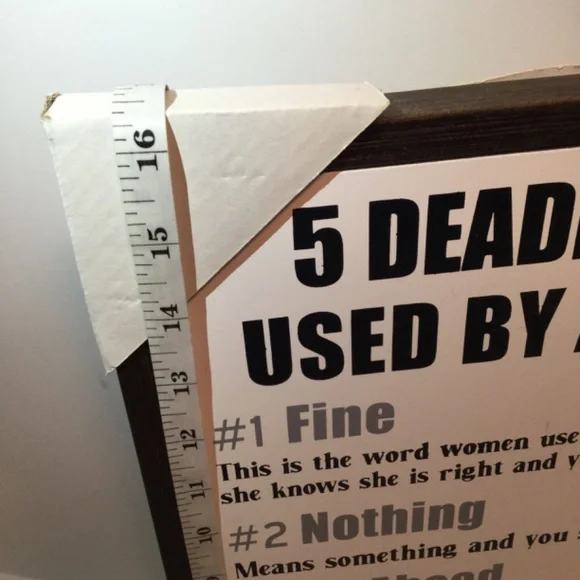 16
15
14
13
12
11
10
5 DEAD
USED BY
#1 Fine
This is the word women use
she knows she is right and
#2 Nothing
Means something and you